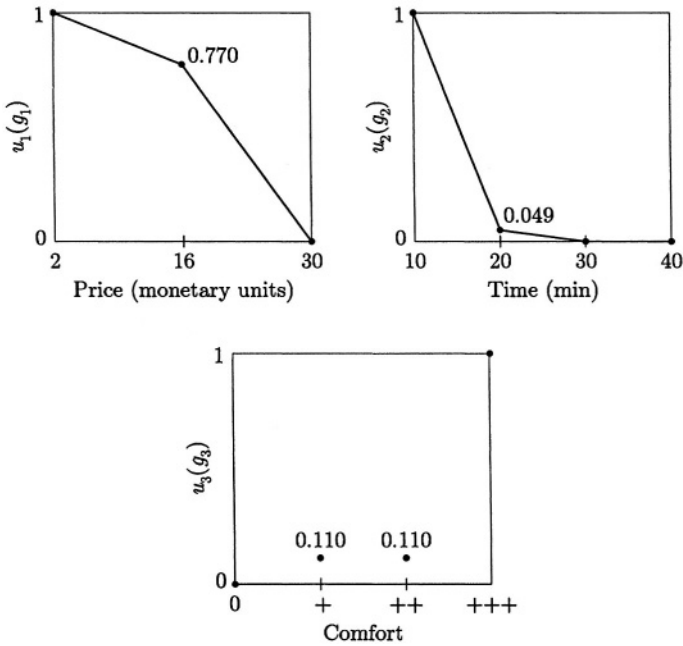 1
0.770
u1(g1)
0
2 16 30
Price (monetary units)
1
u2(g2)
0.049
0
10 20 30 40
Time (min)
1
u3(g3)
0.110 0.110
0
0 + ++ +++
Comfort